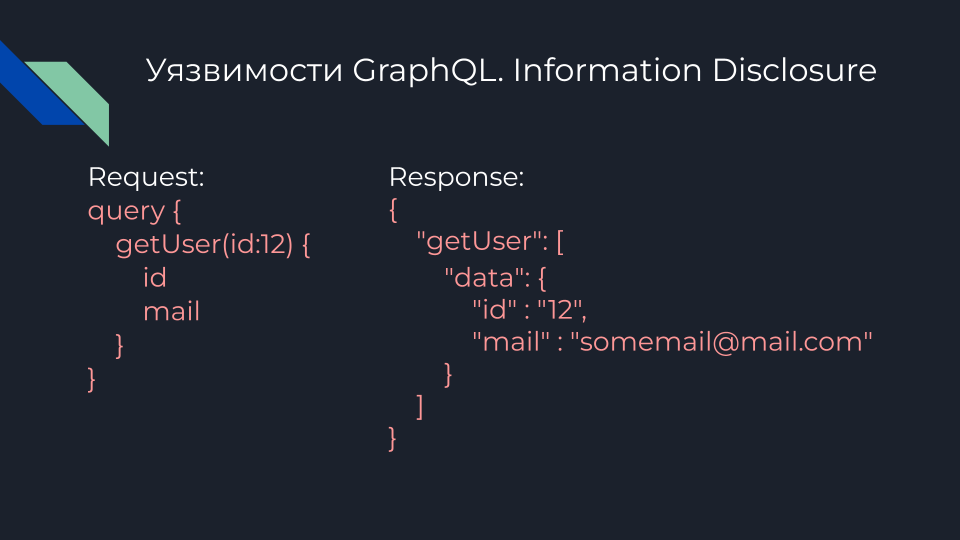 Уязвимости GraphQL. Information Disclosure
Request:
query {
getUser(id:12) {
id
mail
}
}
Response:
{
"getUser": [
"data": {
"id" : "12",
"mail" : "somemail@mail.com"
}
]
}